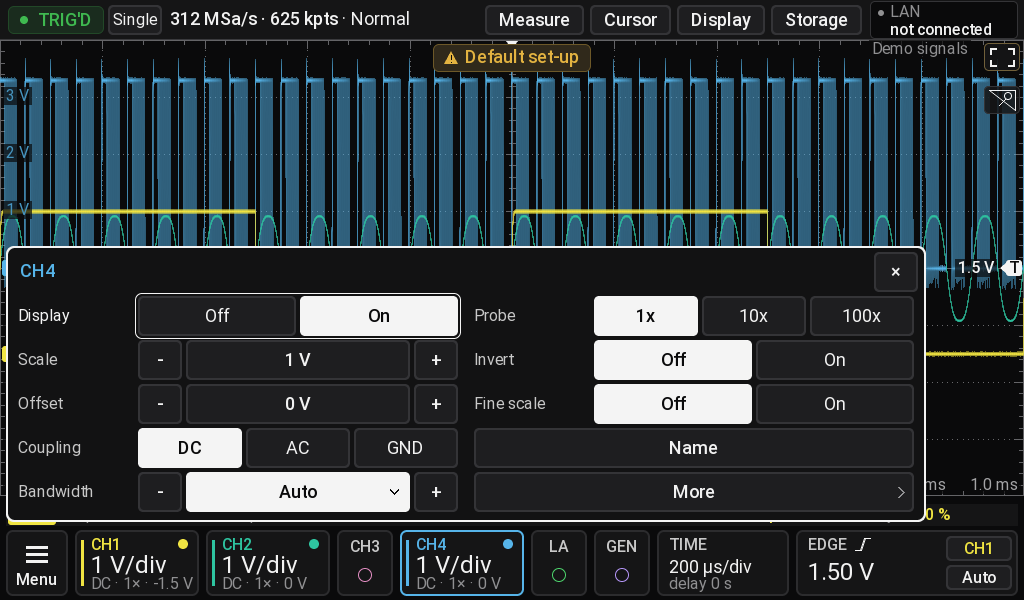 TRIG'D
Single
312 MSa/s · 625 kpts · Normal
Measure
Cursor
Display
Storage
LAN
not connected
Default set-up
Demo signals
3 V
2 V
1 V
1.5 V
T
CH4
×
Display
Off
On
Probe
1x
10x
100x
Scale
-
1 V
+
Invert
Off
On
Offset
-
0 V
+
Fine scale
Off
On
Coupling
DC
AC
GND
Name
Bandwidth
-
Auto
+
More
ms
1.0 ms
0 %
Menu
CH1
1 V/div
DC · 1× · -1.5 V
CH2
1 V/div
DC · 1× · 0 V
CH3
CH4
1 V/div
DC · 1× · 0 V
LA
GEN
TIME
200 µs/div
delay 0 s
EDGE
1.50 V
CH1
Auto